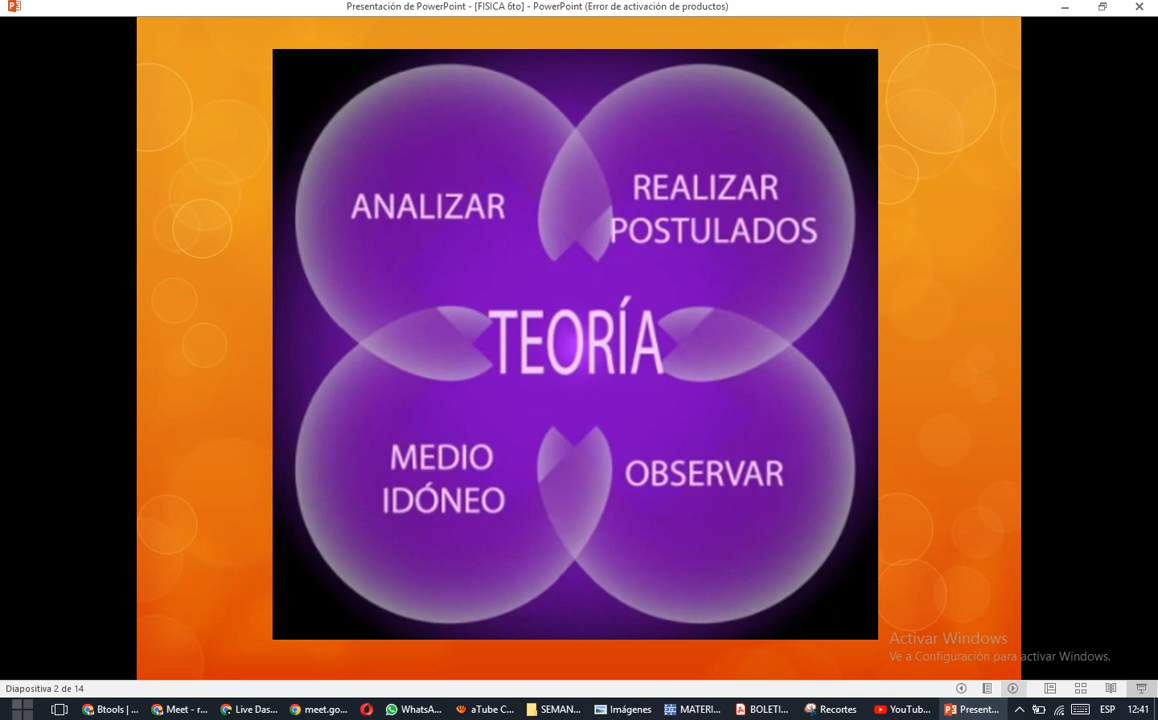 Presentación de PowerPoint - [FISICA 6to] - PowerPoint (Error de activación de productos)
ANALIZAR
REALIZAR
POSTULADOS
TEORÍA
MEDIO
IDÓNEO
OBSERVAR
Activar Windows
Ve a Configuración para activar Windows.
Diapositiva 2 de 14
Btools | ...
Meet - r...
Live Das...
meet.go...
WhatsA...
aTube C...
SEMAN...
Imágenes
MATERI...
BOLETI...
Recortes
YouTub...
Present...
ESP
12:41